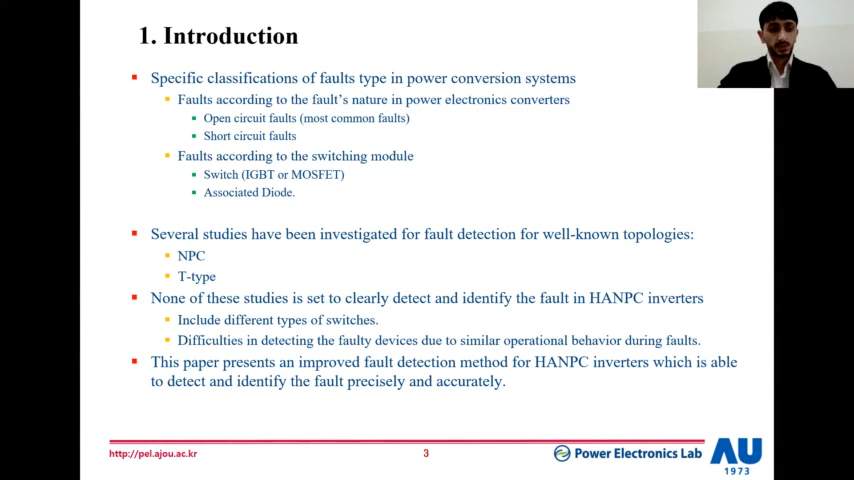 1. Introduction
Specific classifications of faults type in power conversion systems
Faults according to the fault's nature in power electronics converters
Open circuit faults (most common faults)
Short circuit faults
Faults according to the switching module
Switch (IGBT or MOSFET)
Associated Diode.
Several studies have been investigated for fault detection for well-known topologies:
NPC
T-type
None of these studies is set to clearly detect and identify the fault in HANPC inverters
Include different types of switches.
Difficulties in detecting the faulty devices due to similar operational behavior during faults.
This paper presents an improved fault detection method for HANPC inverters which is able
to detect and identify the fault precisely and accurately.
http://pel.ajou.ac.kr
3
Power Electronics Lab
AU
1973